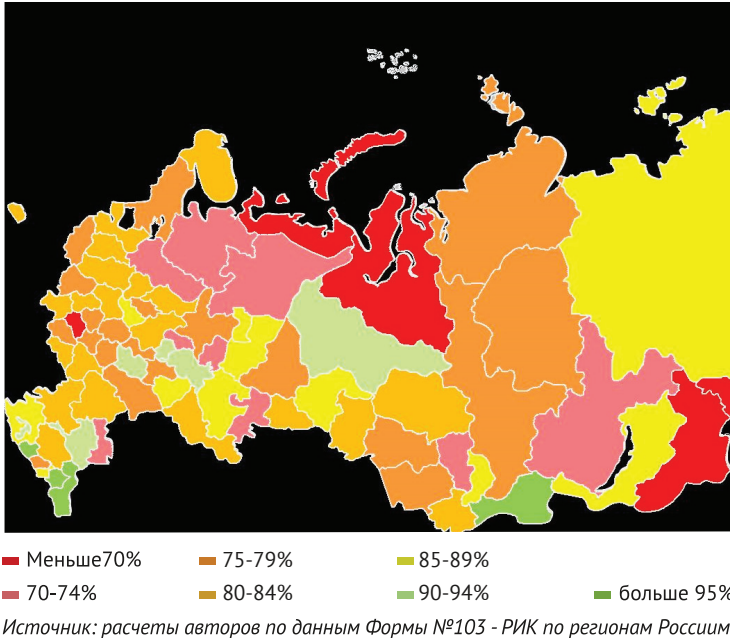 Меньше70% 75-79% 85-89%
70-74% 80-84% 90-94% больше 95%
Источник: расчеты авторов по данным Формы №103 - РИК по регионам Россиим